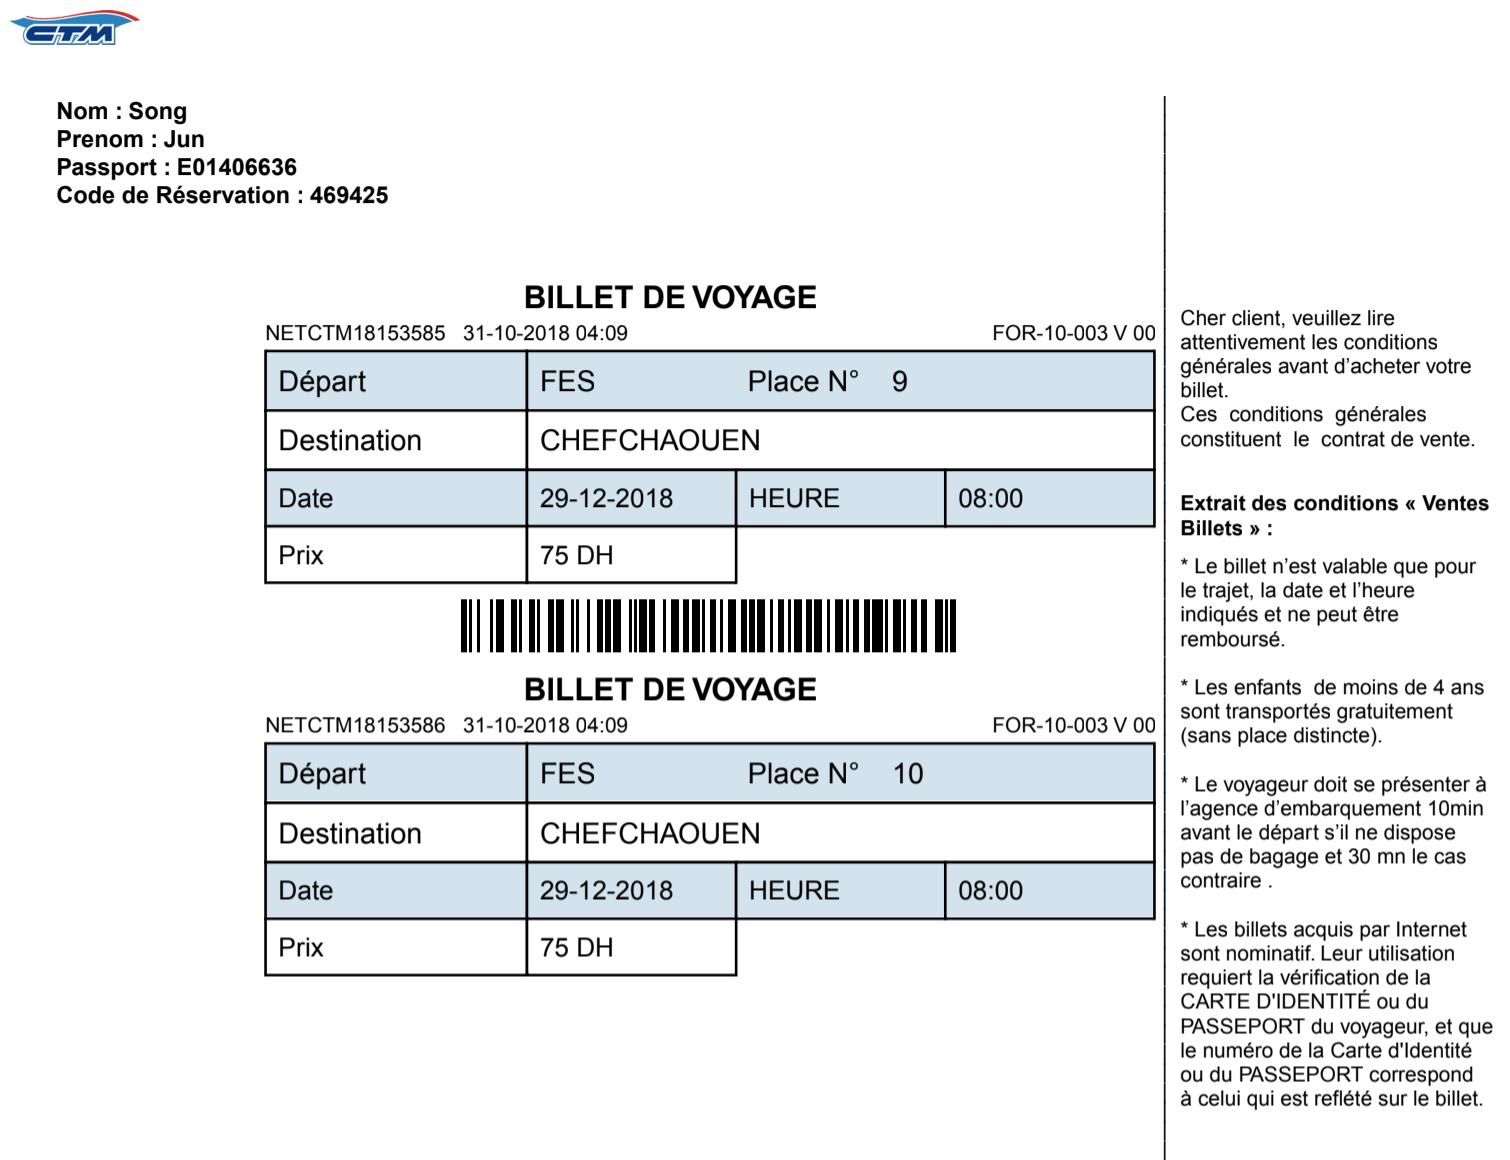 CTM
Nom : Song
Prenom : Jun
Passport : E01406636
Code de Réservation : 469425
BILLET DE VOYAGE
NETCTM18153585 31-10-2018 04:09 FOR-10-003 V 00
Départ FES Place N° 9
Destination CHEFCHAOUEN
Date 29-12-2018 HEURE 08:00
Prix 75 DH
BILLET DE VOYAGE
NETCTM18153586 31-10-2018 04:09 FOR-10-003 V 00
Départ FES Place N° 10
Destination CHEFCHAOUEN
Date 29-12-2018 HEURE 08:00
Prix 75 DH
Cher client, veuillez lire
attentivement les conditions
générales avant d’acheter votre
billet.
Ces conditions générales
constituent le contrat de vente.
Extrait des conditions « Ventes
Billets » :
* Le billet n’est valable que pour
le trajet, la date et l’heure
indiqués et ne peut être
remboursé.
* Les enfants de moins de 4 ans
sont transportés gratuitement
(sans place distincte).
* Le voyageur doit se présenter à
l’agence d’embarquement 10min
avant le départ s’il ne dispose
pas de bagage et 30 mn le cas
contraire .
* Les billets acquis par Internet
sont nominatif. Leur utilisation
requiert la vérification de la
CARTE D'IDENTITÉ ou du
PASSEPORT du voyageur, et que
le numéro de la Carte d'Identité
ou du PASSEPORT correspond
à celui qui est reflété sur le billet.